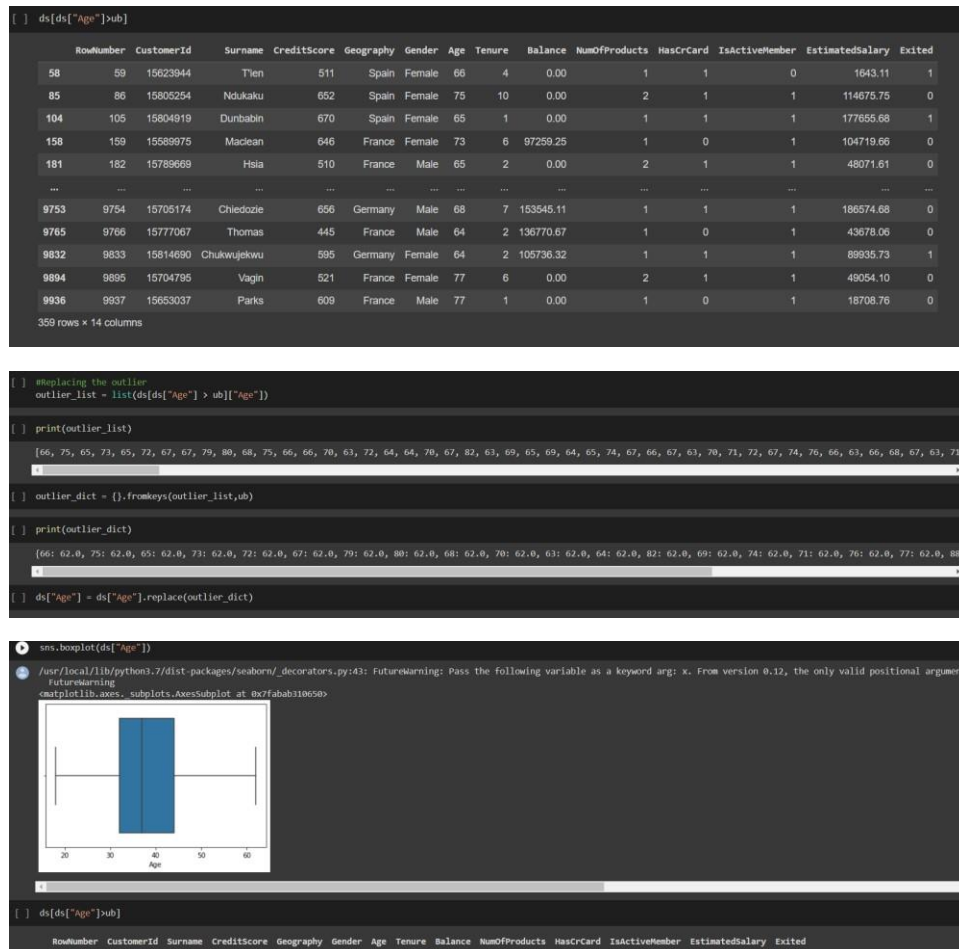 [ ] ds[ds["Age"]>ub]
RowNumber CustomerId Surname CreditScore Geography Gender Age Tenure Balance NumOfProducts HasCrCard IsActiveMember EstimatedSalary Exited
58 59 15623944 T'ien 511 Spain Female 66 4 0.00 1 1 0 1643.11 1
85 86 15805254 Ndukaku 652 Spain Female 75 10 0.00 2 1 1 114675.75 0
104 105 15804919 Dunbabin 670 Spain Female 65 1 0.00 1 1 1 177655.68 1
158 159 15589975 Maclean 646 France Female 73 6 97259.25 1 0 1 104719.66 0
181 182 15789669 Hsia 510 France Male 65 2 0.00 2 1 1 48071.61 0
... ... ... ... ... ... ... ... ... ... ... ... ... ... ...
9753 9754 15705174 Chiedozie 656 Germany Male 68 7 153545.11 1 1 1 186574.68 0
9765 9766 15777067 Thomas 445 France Male 64 2 136770.67 1 0 1 43678.06 0
9832 9833 15814690 Chukwujekwu 595 Germany Female 64 2 105736.32 1 1 1 89935.73 1
9894 9895 15704795 Vagin 521 France Female 77 6 0.00 2 1 1 49054.10 0
9936 9937 15653037 Parks 609 France Male 77 1 0.00 1 0 1 18708.76 0
359 rows × 14 columns
[ ] #Replacing the outlier
outlier_list = list(ds[ds["Age"] > ub]["Age"])
[ ] print(outlier_list)
[66, 75, 65, 73, 65, 72, 67, 67, 79, 80, 68, 75, 66, 66, 70, 63, 72, 64, 64, 70, 67, 82, 63, 69, 65, 69, 64, 65, 74, 67, 66, 67, 63, 70, 71, 72, 67, 74, 76, 66, 63, 66, 68, 67, 63, 71
[ ] outlier_dict = {}.fromkeys(outlier_list,ub)
[ ] print(outlier_dict)
{66: 62.0, 75: 62.0, 65: 62.0, 73: 62.0, 72: 62.0, 67: 62.0, 79: 62.0, 80: 62.0, 68: 62.0, 70: 62.0, 63: 62.0, 64: 62.0, 82: 62.0, 69: 62.0, 74: 62.0, 71: 62.0, 76: 62.0, 77: 62.0, 88
[ ] ds["Age"] = ds["Age"].replace(outlier_dict)
sns.boxplot(ds["Age"])
/usr/local/lib/python3.7/dist-packages/seaborn/_decorators.py:43: FutureWarning: Pass the following variable as a keyword arg: x. From version 0.12, the only valid positional argumen
FutureWarning
<matplotlib.axes._subplots.AxesSubplot at 0x7fabab310650>
20 30 40 50 60
Age
[ ] ds[ds["Age"]>ub]
RowNumber CustomerId Surname CreditScore Geography Gender Age Tenure Balance NumOfProducts HasCrCard IsActiveMember EstimatedSalary Exited